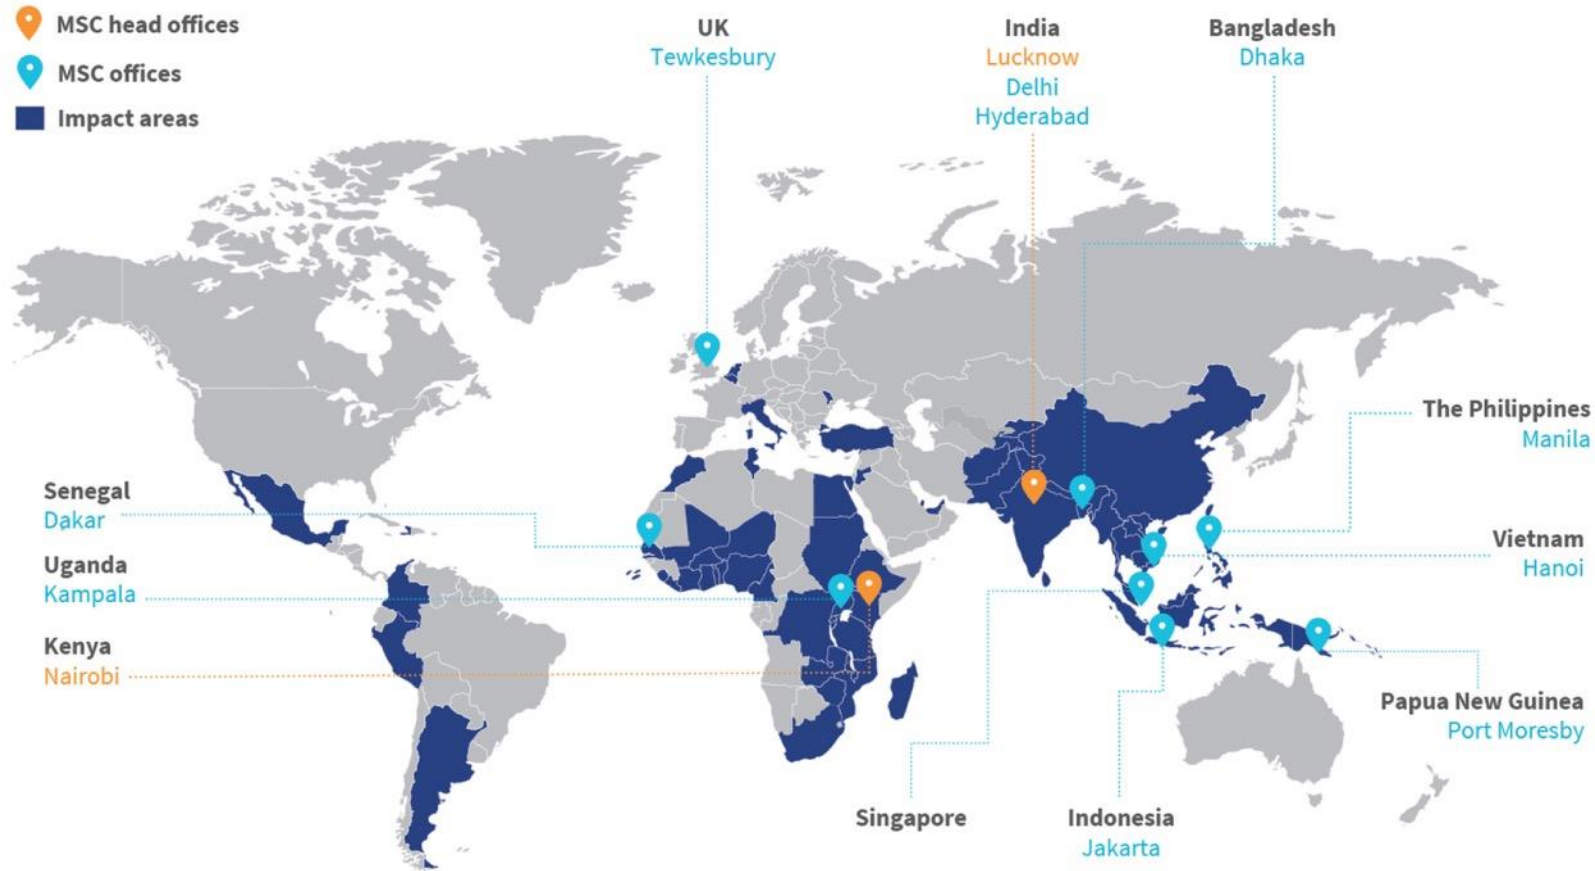 MSC head offices
MSC offices
Impact areas
UK
Tewkesbury
India
Lucknow
Delhi
Hyderabad
Bangladesh
Dhaka
The Philippines
Manila
Senegal
Dakar
Vietnam
Hanoi
Uganda
Kampala
Kenya
Nairobi
Papua New Guinea
Port Moresby
Singapore
Indonesia
Jakarta